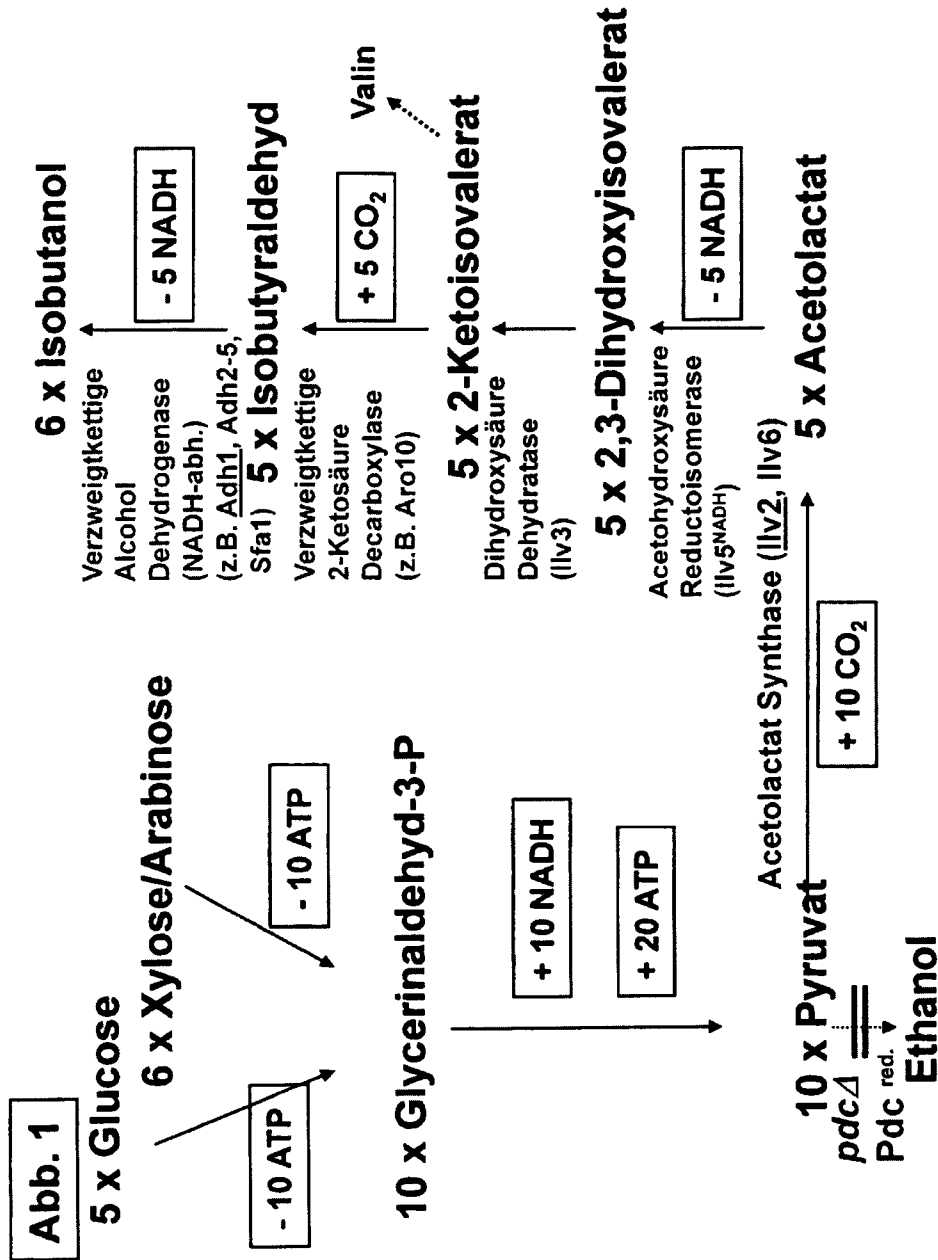 Abb. 1
5 x Glucose
6 x Xylose/Arabinose
- 10 ATP
- 10 ATP
10 x Glycerinaldehyd-3-P
+ 10 NADH
+ 20 ATP
10 x Pyruvat
pdcΔ
Pdc red.
Ethanol
Acetolactat Synthase (Ilv2, Ilv6)
+ 10 CO2
6 x Isobutanol
Verzweigtkettige
Alcohol
Dehydrogenase
(NADH-abh.)
(z.B. Adh1, Adh2-5,
Sfa1)
- 5 NADH
5 x Isobutyraldehyd
Verzweigtkettige
2-Ketosäure
Decarboxylase
(z.B. Aro10)
+ 5 CO2
Valin
5 x 2-Ketoisovalerat
Dihydroxysäure
Dehydratase
(Ilv3)
5 x 2,3-Dihydroxyisovalerat
Acetohydroxysäure
Reductoisomerase
(Ilv5NADH)
- 5 NADH
5 x Acetolactat